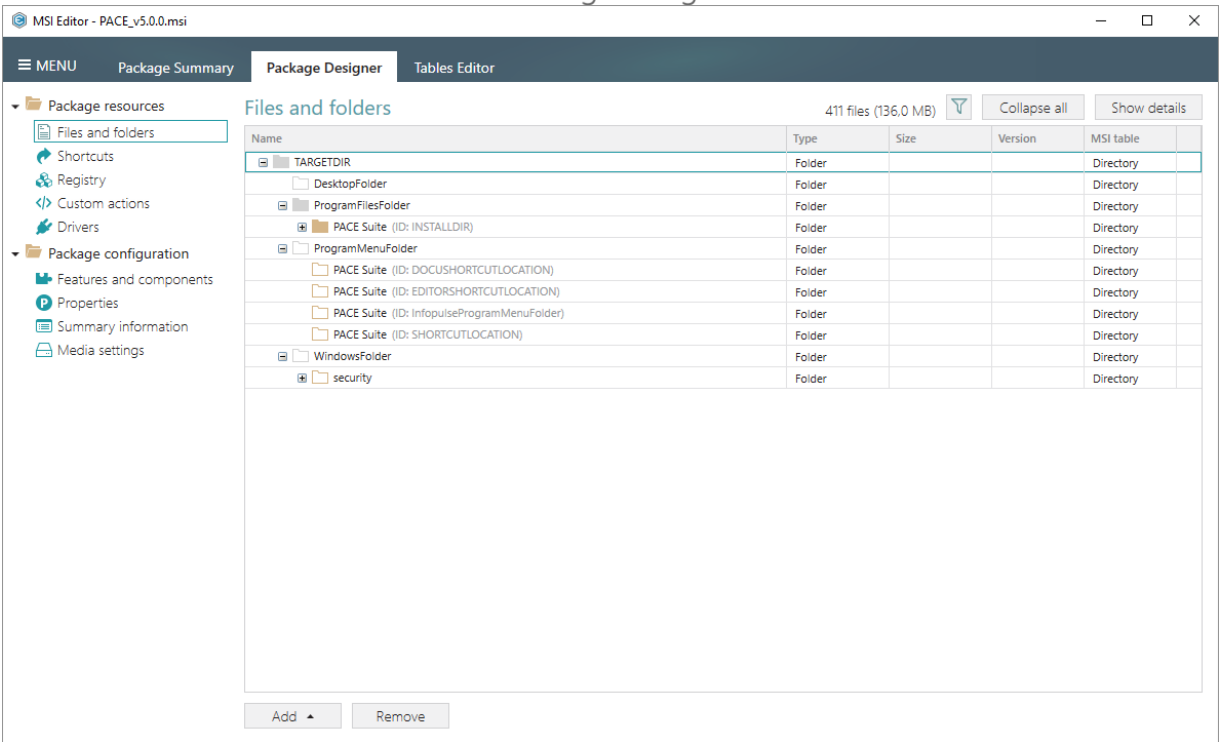 MSI Editor - PACE_v5.0.0.msi
MENU Package Summary Package Designer Tables Editor
Package resources
Files and folders
Shortcuts
Registry
Custom actions
Drivers
Package configuration
Features and components
Properties
Summary information
Media settings
Files and folders 411 files (136,0 MB) Collapse all Show details
Name Type Size Version MSI table
TARGETDIR Folder Directory
DesktopFolder Folder Directory
ProgramFilesFolder Folder Directory
PACE Suite (ID: INSTALLDIR) Folder Directory
ProgramMenuFolder Folder Directory
PACE Suite (ID: DOCUSHORTCUTLOCATION) Folder Directory
PACE Suite (ID: EDITORSHORTCUTLOCATION) Folder Directory
PACE Suite (ID: InfopulseProgramMenuFolder) Folder Directory
PACE Suite (ID: SHORTCUTLOCATION) Folder Directory
WindowsFolder Folder Directory
security Folder Directory
Add Remove